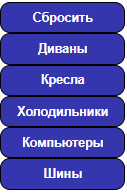 Сбросить
Диваны
Кресла
Холодильники
Компьютеры
Шины